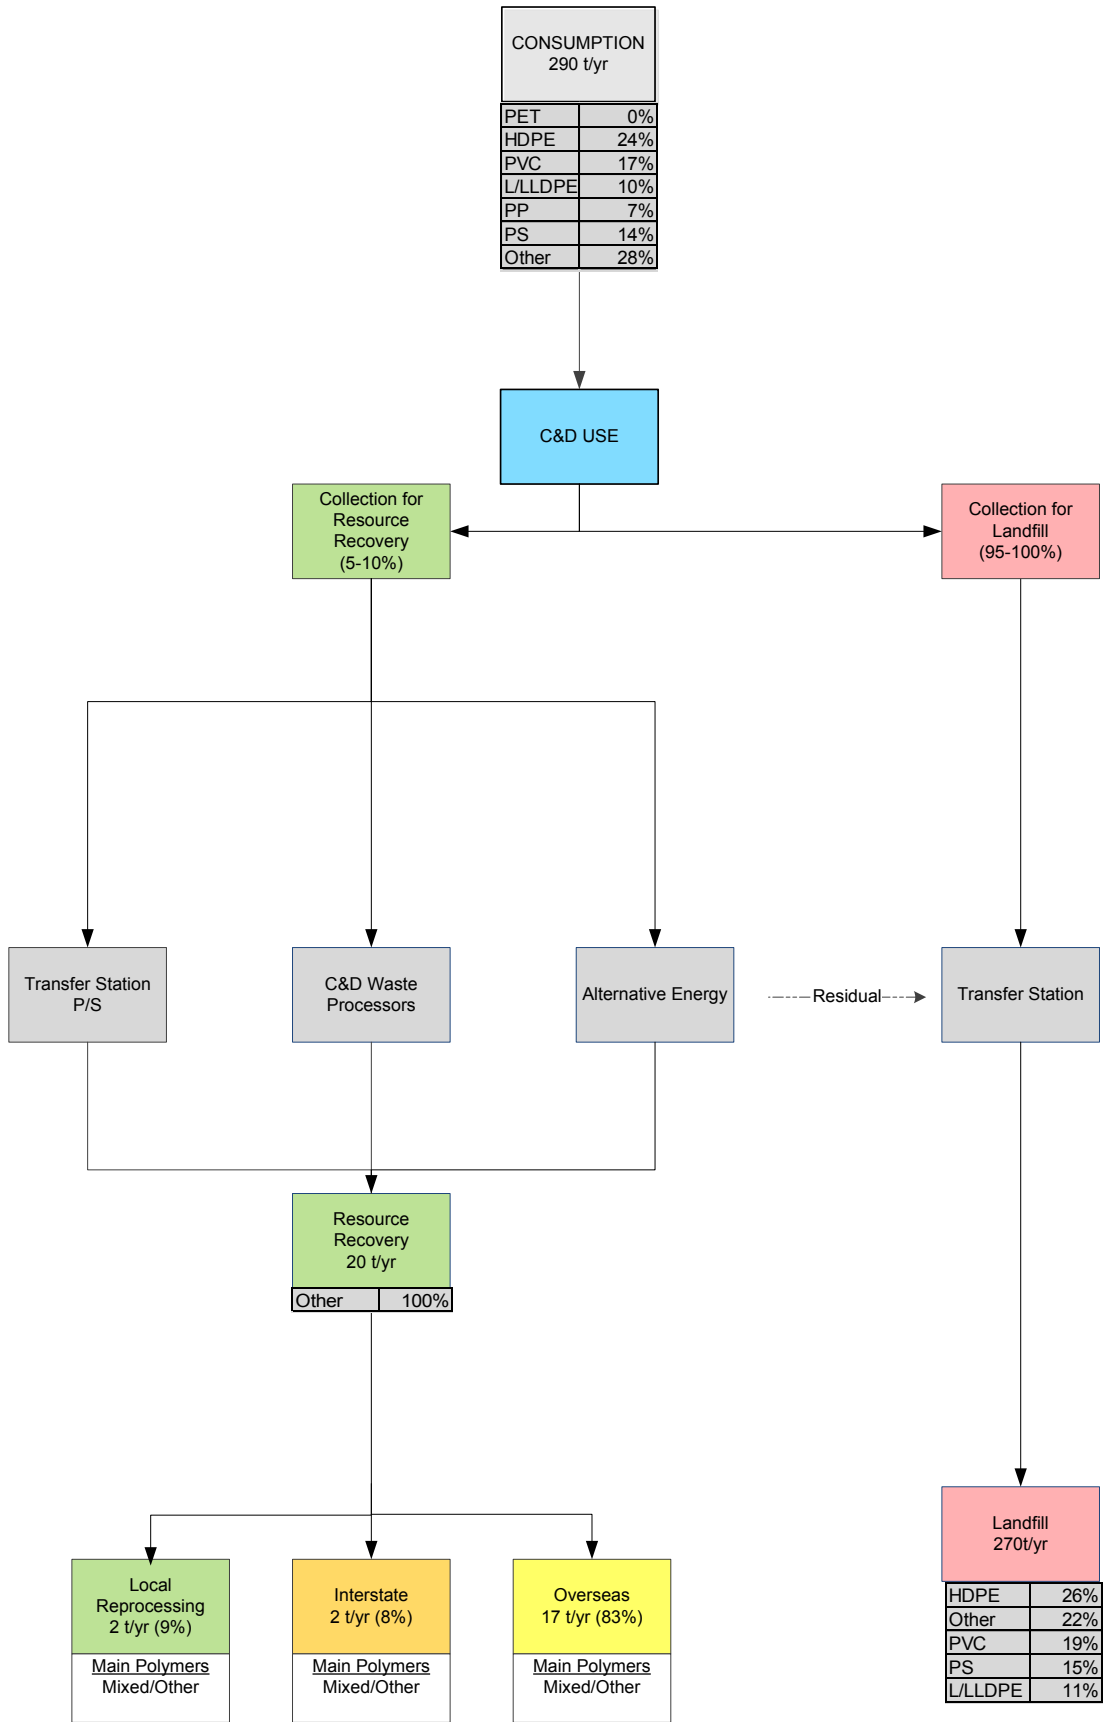 CONSUMPTION
290 t/yr
PET 0%
HDPE 24%
PVC 17%
L/LLDPE 10%
PP 7%
PS 14%
Other 28%
C&D USE
Collection for
Resource
Recovery
(5-10%)
Collection for
Landfill
(95-100%)
Transfer Station
P/S
C&D Waste
Processors
Alternative Energy
Residual
Transfer Station
Resource
Recovery
20 t/yr
Other 100%
Local
Reprocessing
2 t/yr (9%)
Main Polymers
Mixed/Other
Interstate
2 t/yr (8%)
Main Polymers
Mixed/Other
Overseas
17 t/yr (83%)
Main Polymers
Mixed/Other
Landfill
270t/yr
HDPE 26%
Other 22%
PVC 19%
PS 15%
L/LLDPE 11%